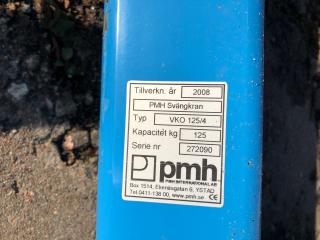 Tillverkn. år 2008
PMH Svängkran
Typ VKO 125/4
Kapacitét kg 125
Serie nr 272090
pmh
PMH INTERNATIONAL AB
Box 1514, Ekenäsgatan 6, YSTAD
Tel 0411-138 00, www.pmh.se